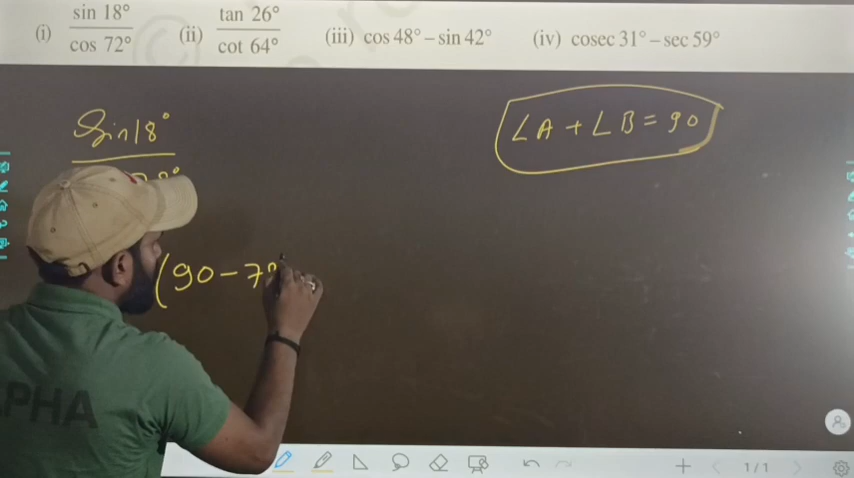 (i) sin 18° / cos 72° (ii) tan 26° / cot 64° (iii) cos 48° – sin 42° (iv) cosec 31° – sec 59°
Sin18°
∠A + ∠B = 90
(90 – 7
PHA
1/1